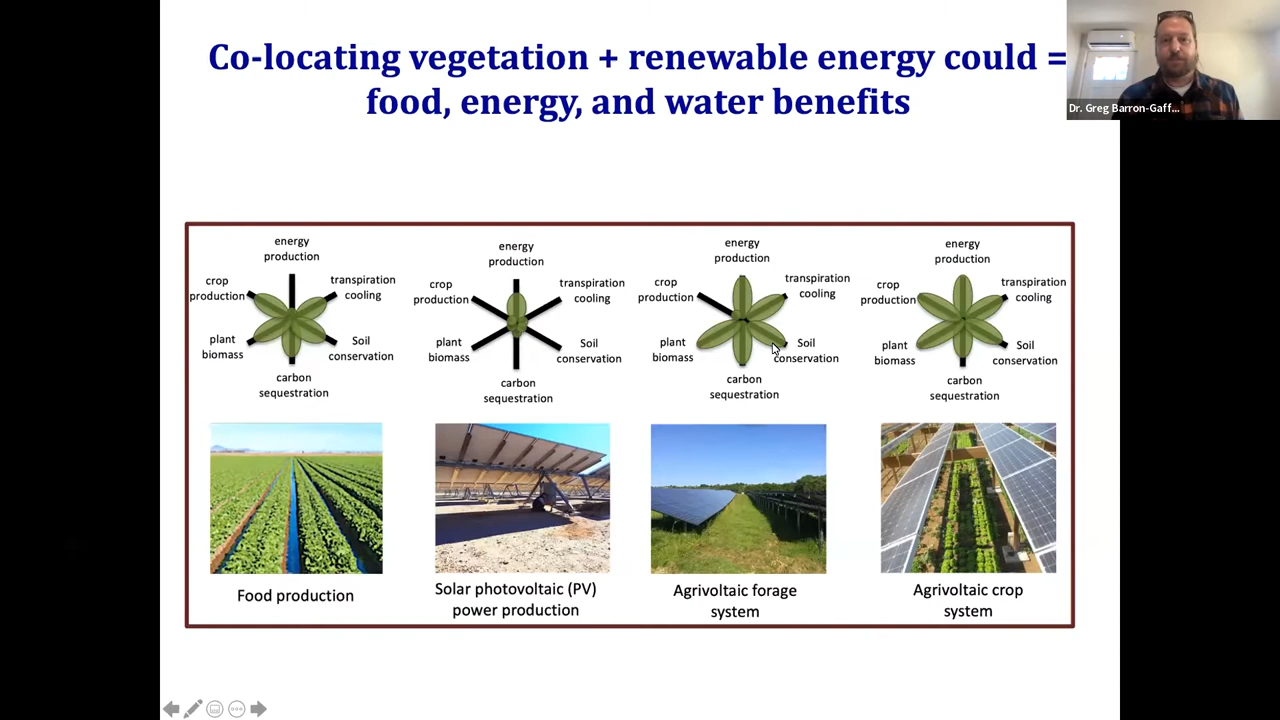 Co-locating vegetation + renewable energy could =
food, energy, and water benefits
Dr. Greg Barron-Gaff...
energy
production
crop
production
transpiration
cooling
plant
biomass
Soil
conservation
carbon
sequestration
energy
production
crop
production
transpiration
cooling
plant
biomass
Soil
conservation
carbon
sequestration
energy
production
crop
production
transpiration
cooling
plant
biomass
Soil
conservation
carbon
sequestration
energy
production
crop
production
transpiration
cooling
plant
biomass
Soil
conservation
carbon
sequestration
Food production
Solar photovoltaic (PV)
power production
Agrivoltaic forage
system
Agrivoltaic crop
system